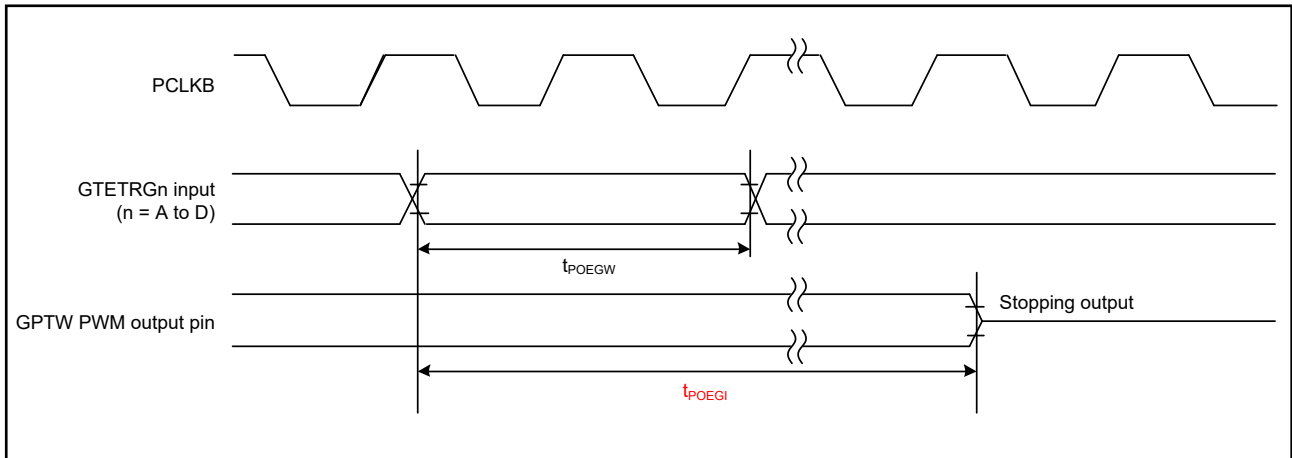 PCLKB
GTETRGn input
(n = A to D)
tPOEGW
GPTW PWM output pin
Stopping output
tPOEGI